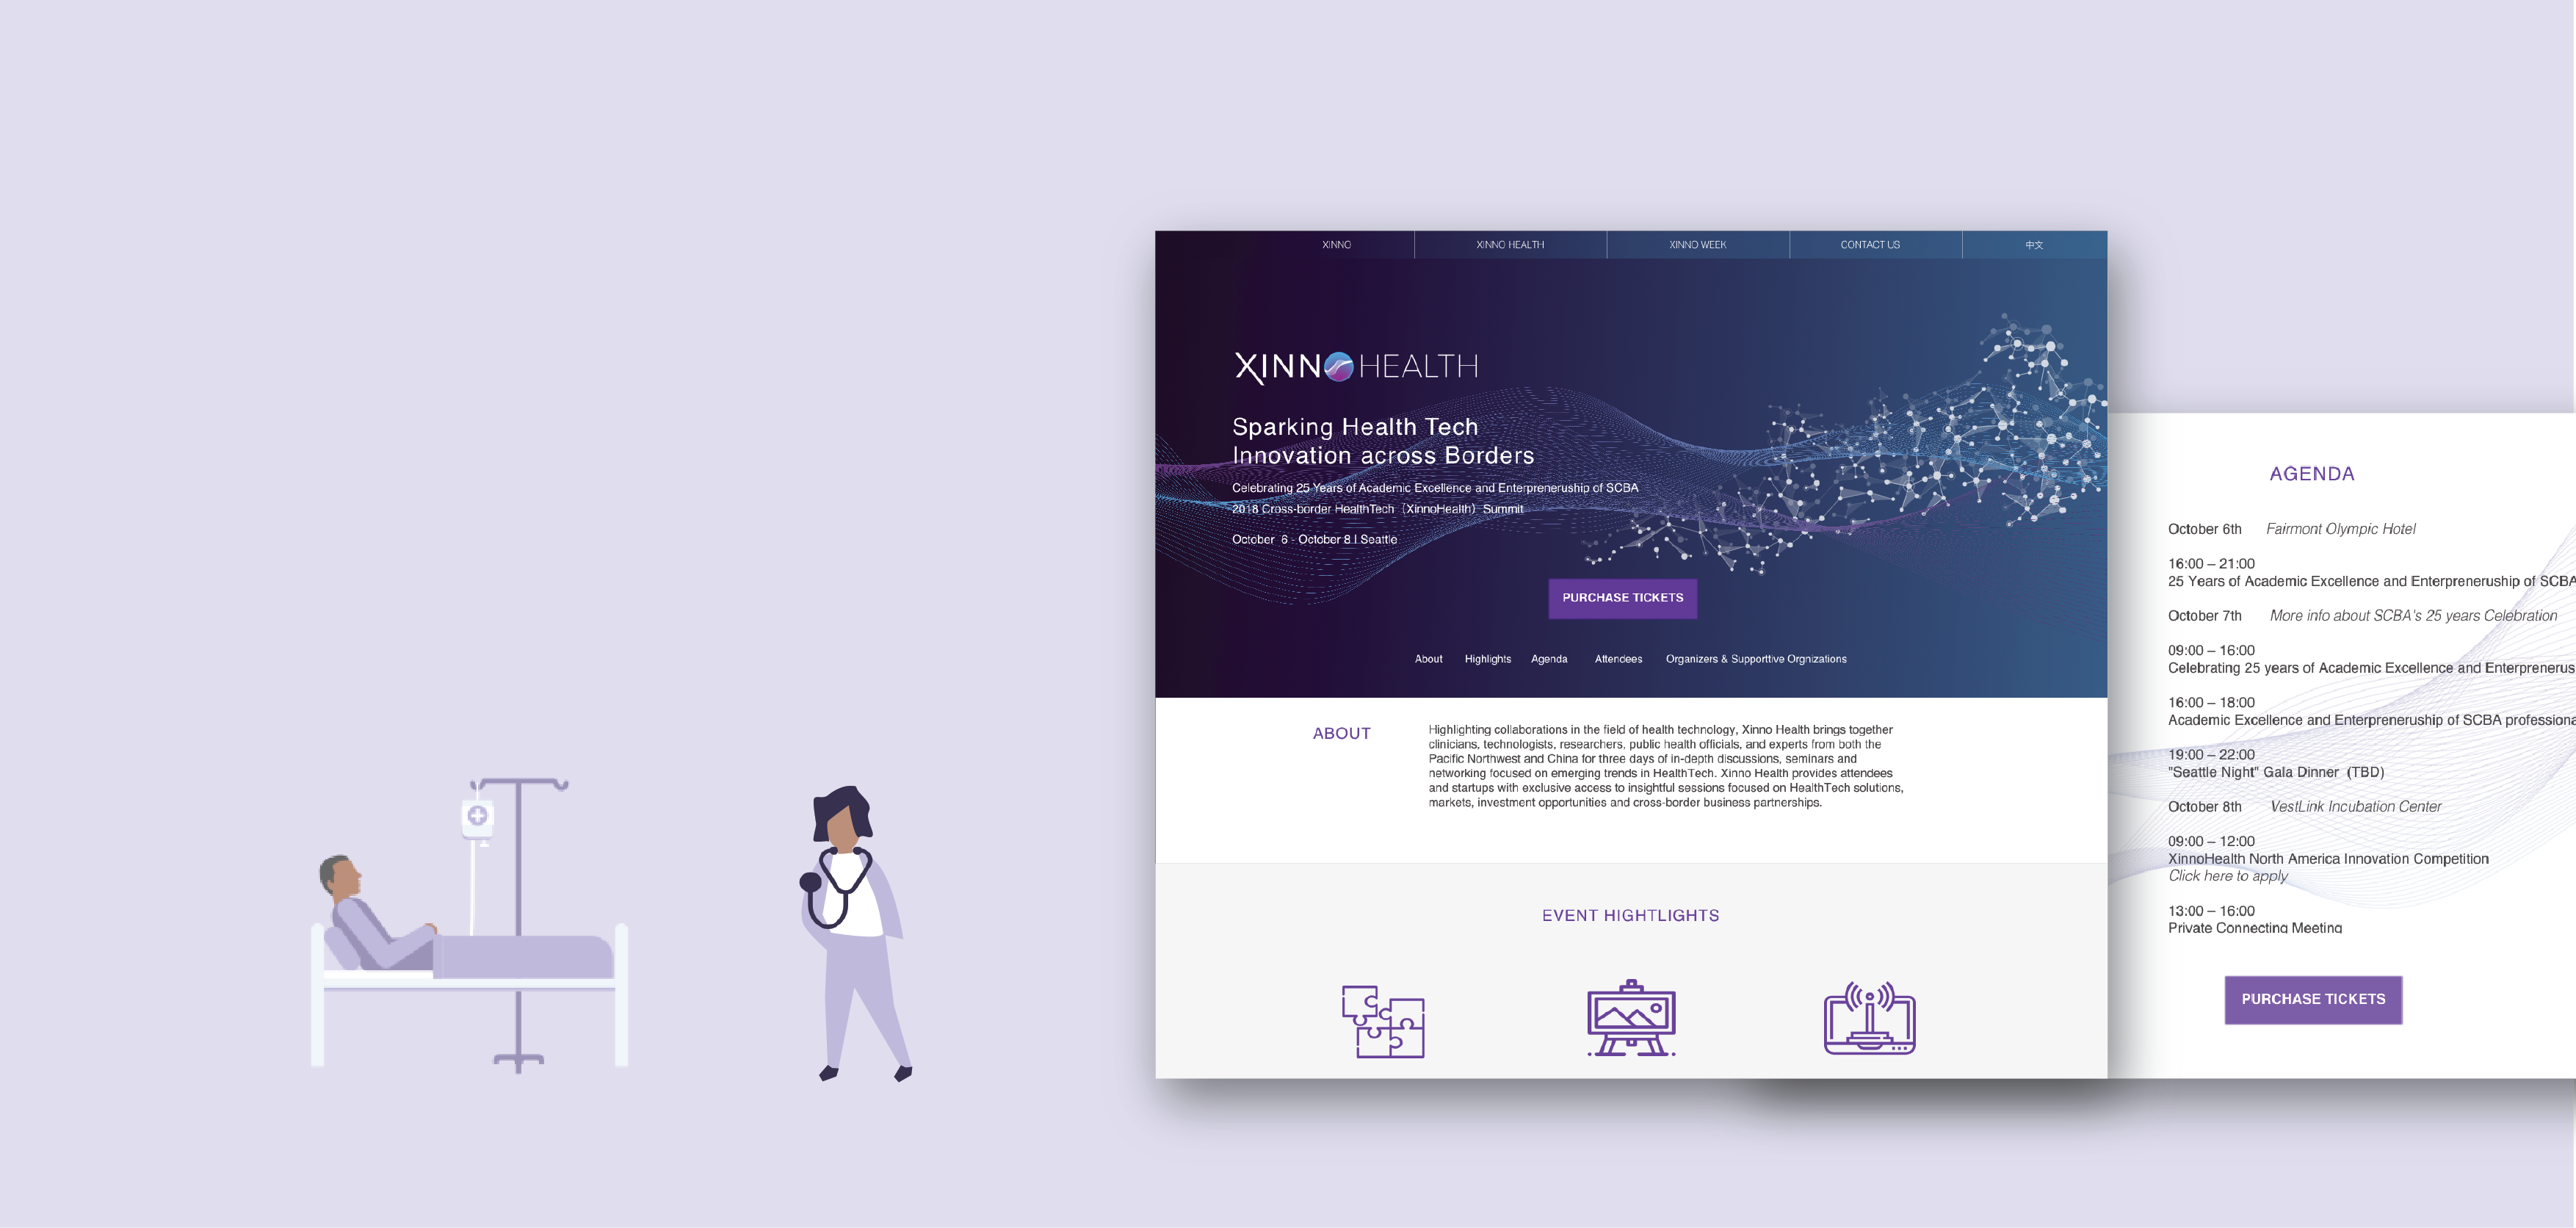 XINNO
XINNO HEALTH
XINNO WEEK
CONTACT US
中文
XINNO HEALTH
Sparking Health Tech
Innovation across Borders
Celebrating 25 Years of Academic Excellence and Enterpreneruship of SCBA
2018 Cross-border HealthTech（XinnoHealth）Summit
October 6 - October 8 | Seattle
PURCHASE TICKETS
About
Highlights
Agenda
Attendees
Organizers & Supporttive Orgnizations
ABOUT
Highlighting collaborations in the field of health technology, Xinno Health brings together
clinicians, technologists, researchers, public health officials, and experts from both the
Pacific Northwest and China for three days of in-depth discussions, seminars and
networking focused on emerging trends in HealthTech. Xinno Health provides attendees
and startups with exclusive access to insightful sessions focused on HealthTech solutions,
markets, investment opportunities and cross-border business partnerships.
EVENT HIGHTLIGHTS
AGENDA
October 6th Fairmont Olympic Hotel
16:00 – 21:00
25 Years of Academic Excellence and Enterpreneruship of SCBA
October 7th More info about SCBA's 25 years Celebration
09:00 – 16:00
Celebrating 25 years of Academic Excellence and Enterprenerus
16:00 – 18:00
Academic Excellence and Enterpreneruship of SCBA professiona
19:00 – 22:00
"Seattle Night" Gala Dinner (TBD)
October 8th VestLink Incubation Center
09:00 – 12:00
XinnoHealth North America Innovation Competition
Click here to apply
13:00 – 16:00
Private Connecting Meeting
PURCHASE TICKETS